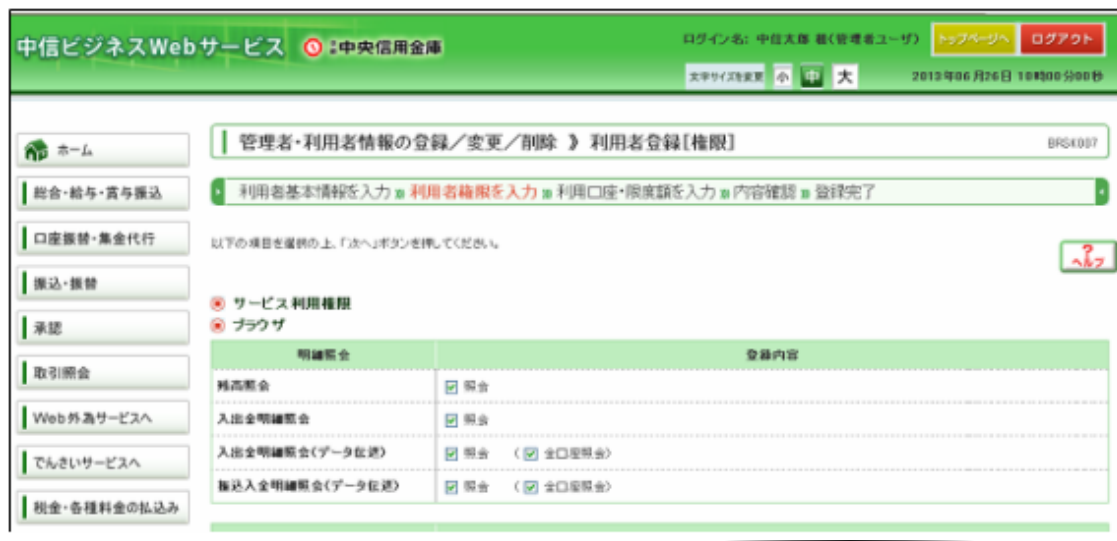 中信ビジネスWebサービス 中央信用金庫
ログイン名: 中信太郎 様(管理者ユーザ) トップページへ ログアウト
文字サイズを変更 小 中 大 2013年06月26日 10時00分00秒
管理者・利用者情報の登録／変更／削除 》 利用者登録[権限] BRSK007
利用者基本情報を入力 » 利用者権限を入力 » 利用口座・限度額を入力 » 内容確認 » 登録完了
以下の項目を選択の上、「次へ」ボタンを押してください。
? ヘルプ
ホーム
総合・給与・賞与振込
口座振替・集金代行
振込・振替
承認
取引照会
Web外為サービスへ
でんさいサービスへ
税金・各種料金の払込み
サービス利用権限
ブラウザ
明細照会 登録内容
残高照会 照会
入出金明細照会 照会
入出金明細照会(データ伝送) 照会 (全口座照会)
振込入金明細照会(データ伝送) 照会 (全口座照会)